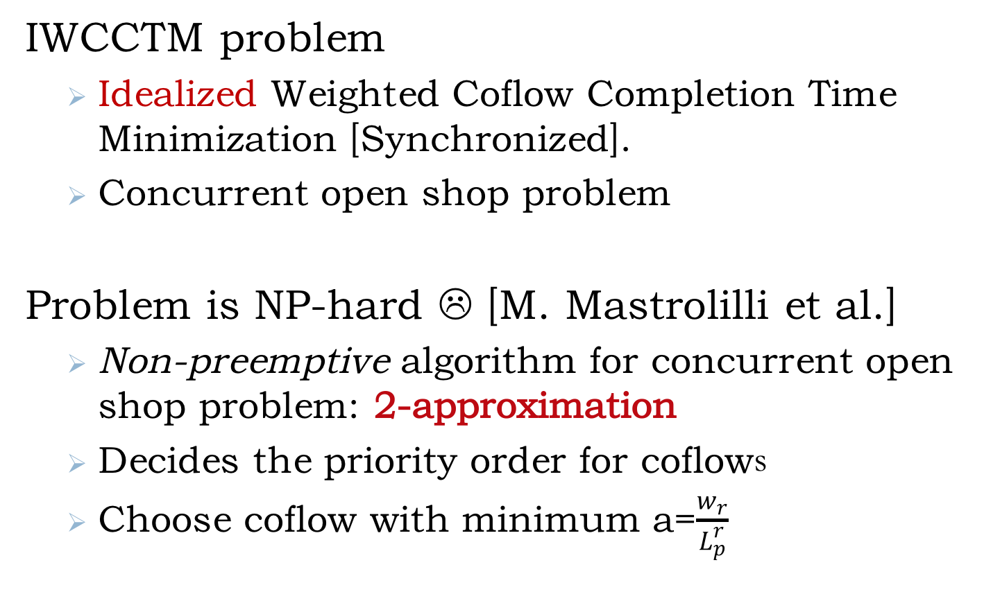 IWCCTM problem
➢ Idealized Weighted Coflow Completion Time
Minimization [Synchronized].
➢ Concurrent open shop problem
Problem is NP-hard ☹ [M. Mastrolilli et al.]
➢ Non-preemptive algorithm for concurrent open
shop problem: 2-approximation
➢ Decides the priority order for coflows
➢ Choose coflow with minimum a=\frac{w_r}{L_p^r}